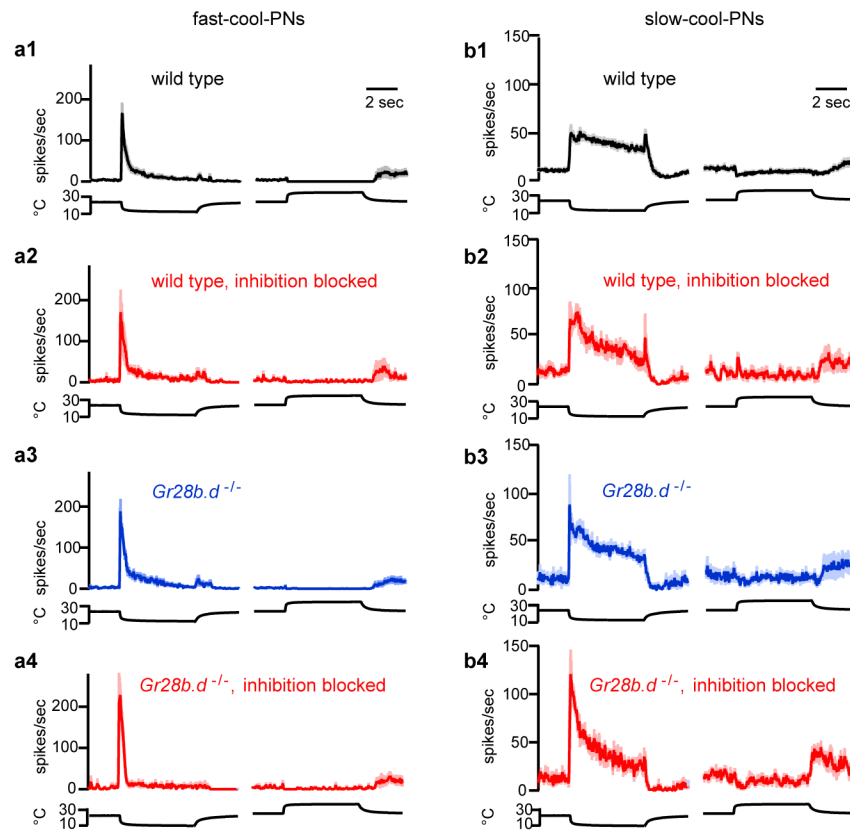 fast-cool-PNs
slow-cool-PNs
a1
wild type
2 sec
spikes/sec
200
100
0
°C
30
10
b1
wild type
2 sec
spikes/sec
150
100
50
0
°C
30
10
a2
wild type, inhibition blocked
spikes/sec
200
100
0
°C
30
10
b2
wild type, inhibition blocked
spikes/sec
150
100
50
0
°C
30
10
a3
Gr28b.d -/-
spikes/sec
200
100
0
°C
30
10
b3
Gr28b.d -/-
spikes/sec
150
100
50
0
°C
30
10
a4
Gr28b.d -/-, inhibition blocked
spikes/sec
200
100
0
°C
30
10
b4
Gr28b.d -/-, inhibition blocked
spikes/sec
150
100
50
0
°C
30
10